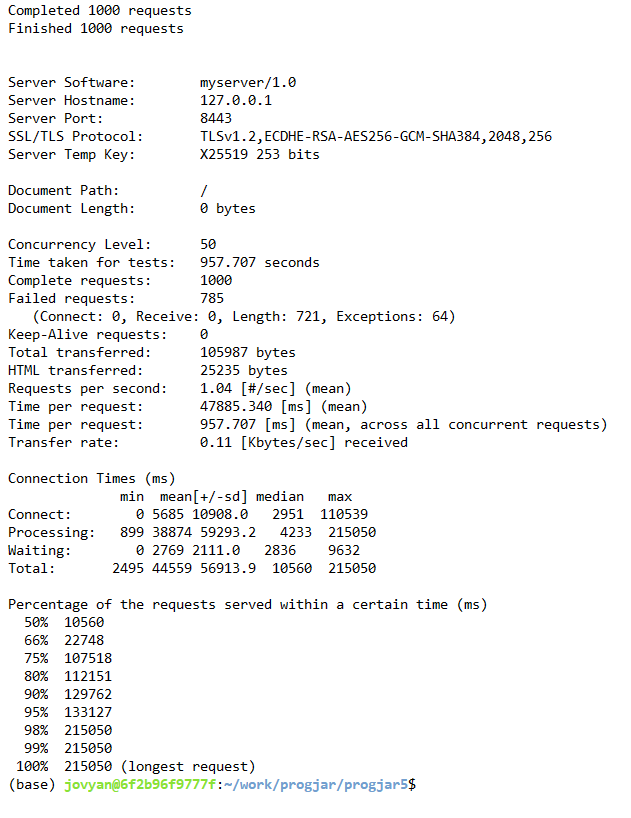 Completed 1000 requests
Finished 1000 requests
Server Software:        myserver/1.0
Server Hostname:        127.0.0.1
Server Port:            8443
SSL/TLS Protocol:       TLSv1.2,ECDHE-RSA-AES256-GCM-SHA384,2048,256
Server Temp Key:        X25519 253 bits
Document Path:          /
Document Length:        0 bytes
Concurrency Level:      50
Time taken for tests:   957.707 seconds
Complete requests:      1000
Failed requests:        785
   (Connect: 0, Receive: 0, Length: 721, Exceptions: 64)
Keep-Alive requests:    0
Total transferred:      105987 bytes
HTML transferred:       25235 bytes
Requests per second:    1.04 [#/sec] (mean)
Time per request:       47885.340 [ms] (mean)
Time per request:       957.707 [ms] (mean, across all concurrent requests)
Transfer rate:          0.11 [Kbytes/sec] received
Connection Times (ms)
              min  mean[+/-sd] median   max
Connect:        0 5685 10908.0   2951  110539
Processing:   899 38874 59293.2   4233  215050
Waiting:        0 2769 2111.0   2836    9632
Total:       2495 44559 56913.9  10560  215050
Percentage of the requests served within a certain time (ms)
  50%  10560
  66%  22748
  75%  107518
  80%  112151
  90%  129762
  95%  133127
  98%  215050
  99%  215050
 100%  215050 (longest request)
(base) jovyan@6f2b96f9777f:~/work/progjar/progjar5$